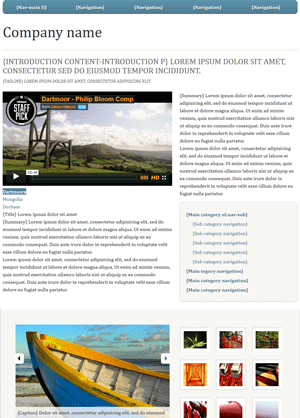 {Nav-main li}
{Navigation}
{Navigation}
{Navigation}
{Navigation}
Company name
{INTRODUCTION CONTENT-INTRODUCTION P} LOREM IPSUM DOLOR SIT AMET,
CONSECTETUR SED DO EIUSMOD TEMPOR INCIDIDUNT.
{TAGLINE} LOREM IPSUM DOLOR SIT AMET CONSECTETUR ADIPISICING ELIT
Dartmoor - Philip Bloom Comp
from
vimeo
STAFF
PICK
HD
{Summary} Lorem ipsum dolor sit amet, consectetur
adipisicing elit, sed do eiusmod tempor incididunt ut
labore et dolore magna aliqua. Ut enim ad minim
veniam, quis nostrud exercitation ullamco laboris nisi
ut aliquip ex ea commodo consequat. Duis aute irure
dolor in reprehenderit in voluptate velit esse cillum
dolore eu fugiat nulla pariatur.
Lorem ipsum dolor sit amet, consectetur adipisicing
elit, sed do eiusmod tempor incididunt ut labore et
dolore magna aliqua. Ut enim ad minim veniam, quis
nostrud exercitation ullamco laboris nisi ut aliquip ex
ea commodo consequat. Duis aute irure dolor in
reprehenderit in voluptate velit esse cillum dolore eu
fugiat nulla pariatur.
Dartmoor
Mongolia
Durham
{Title} Lorem ipsum dolor sit amet
{Summary} Lorem ipsum dolor sit amet, consectetur adipisicing elit, sed do eiusmod
tempor incididunt ut labore et dolore magna aliqua. Ut enim ad minim
veniam, quis nostrud exercitation ullamco laboris nisi ut aliquip ex ea
commodo consequat. Duis aute irure dolor in reprehenderit in voluptate velit
esse cillum dolore eu fugiat nulla pariatur.
Lorem ipsum dolor sit amet, consectetur adipisicing elit, sed do eiusmod
tempor incididunt ut labore et dolore magna aliqua. Ut enim ad minim veniam,
quis nostrud exercitation ullamco laboris nisi ut aliquip ex ea commodo
consequat. Duis aute irure dolor in reprehenderit in voluptate velit esse cillum
dolore eu fugiat nulla pariatur.
{Main category ul.nav-sub}
{Sub category navigation}
{Sub category navigation}
{Sub category navigation}
{Sub category navigation}
{Main tegory navigation}
{Main category navigation}
{Main category navigation}
{Caption} Dolor sit amet, consectetur adipisicing elit, sed do eiusmod